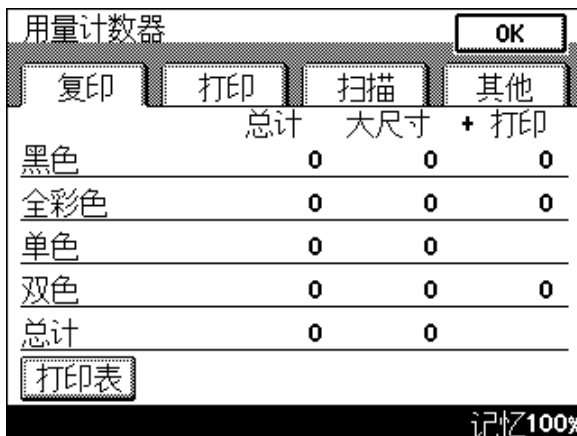 用量计数器 OK
复印 打印 扫描 其他
总计 大尺寸 + 打印
黑色 0 0 0
全彩色 0 0 0
单色 0 0
双色 0 0 0
总计 0 0
打印表
记忆100%